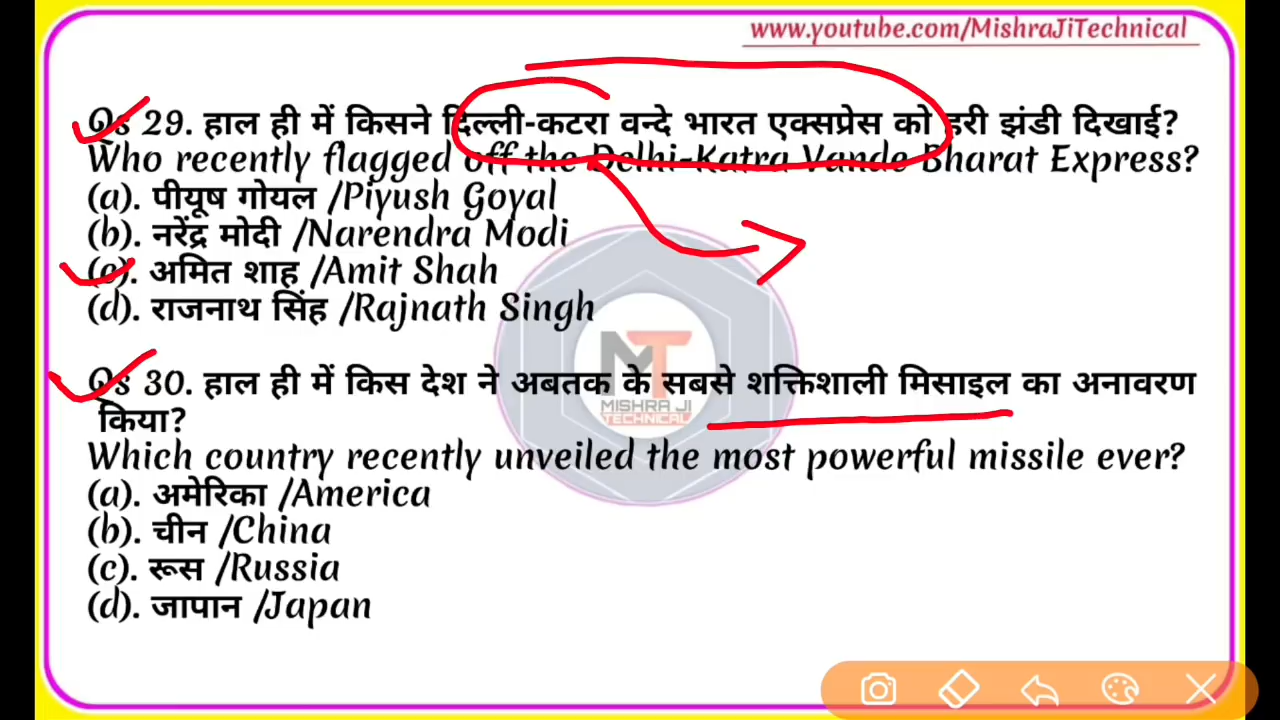 www.youtube.com/MishraJiTechnical
Qs 29. हाल ही में किसने दिल्ली-कटरा वन्दे भारत एक्सप्रेस को हरी झंडी दिखाई?
Who recently flagged off the Delhi-Katra Vande Bharat Express?
(a). पीयूष गोयल /Piyush Goyal
(b). नरेंद्र मोदी /Narendra Modi
(c). अमित शाह /Amit Shah
(d). राजनाथ सिंह /Rajnath Singh
Qs 30. हाल ही में किस देश ने अबतक के सबसे शक्तिशाली मिसाइल का अनावरण
किया?
Which country recently unveiled the most powerful missile ever?
(a). अमेरिका /America
(b). चीन /China
(c). रूस /Russia
(d). जापान /Japan
MT
MISHRA JI
TECHNICAL